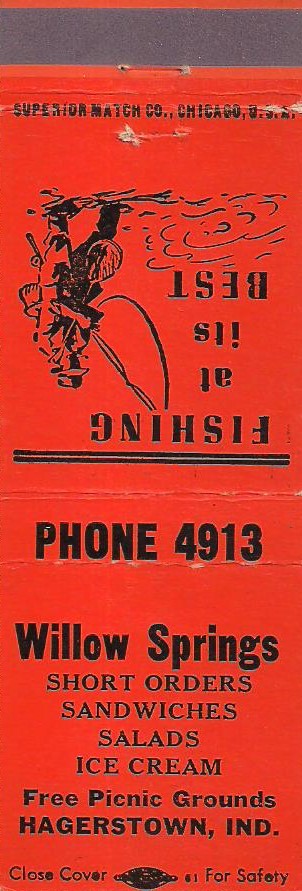 SUPERIOR MATCH CO., CHICAGO, U.S.A.
FISHING
at
its
BEST
PHONE 4913
Willow Springs
SHORT ORDERS
SANDWICHES
SALADS
ICE CREAM
Free Picnic Grounds
HAGERSTOWN, IND.
Close Cover 61 For Safety